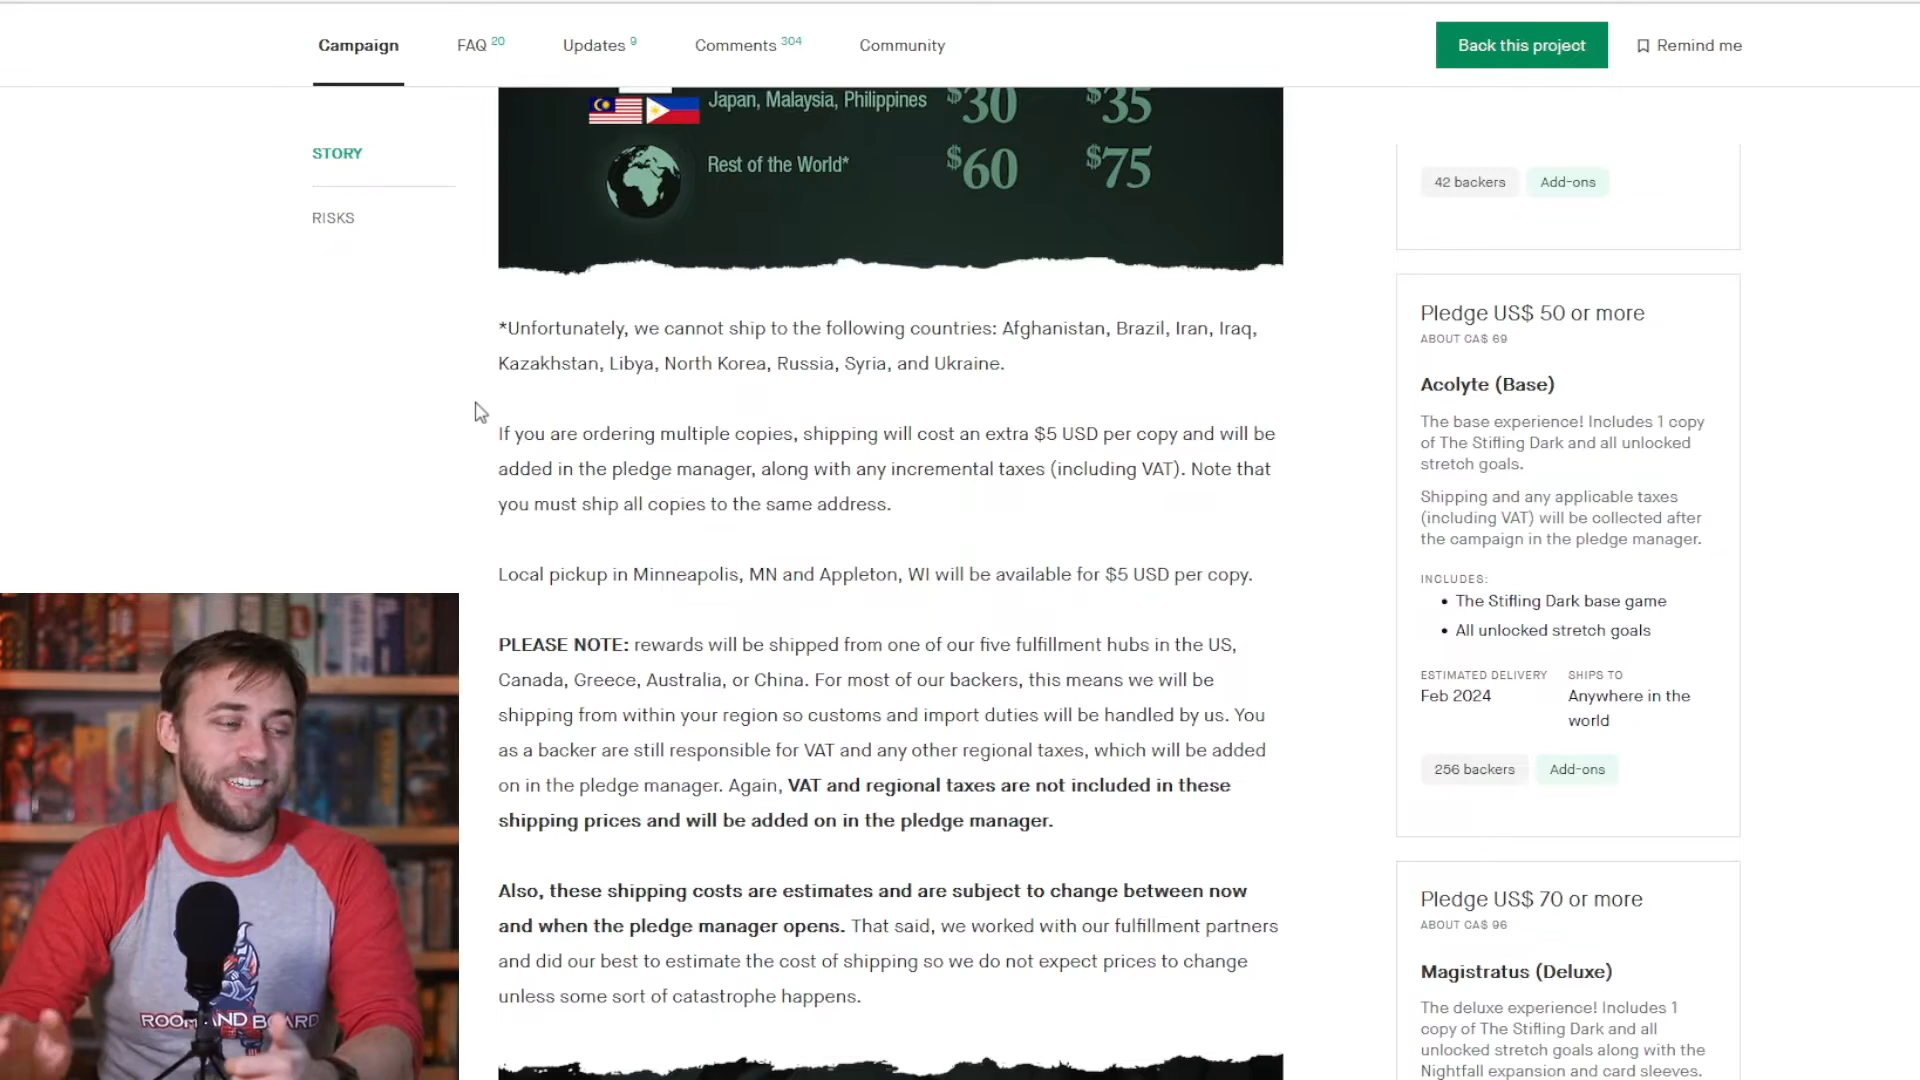 Campaign
FAQ 20
Updates 9
Comments 304
Community
Back this project
Remind me
STORY
RISKS
Japan, Malaysia, Philippines $30 $35
Rest of the World* $60 $75
*Unfortunately, we cannot ship to the following countries: Afghanistan, Brazil, Iran, Iraq,
Kazakhstan, Libya, North Korea, Russia, Syria, and Ukraine.
If you are ordering multiple copies, shipping will cost an extra $5 USD per copy and will be
added in the pledge manager, along with any incremental taxes (including VAT). Note that
you must ship all copies to the same address.
Local pickup in Minneapolis, MN and Appleton, WI will be available for $5 USD per copy.
PLEASE NOTE: rewards will be shipped from one of our five fulfillment hubs in the US,
Canada, Greece, Australia, or China. For most of our backers, this means we will be
shipping from within your region so customs and import duties will be handled by us. You
as a backer are still responsible for VAT and any other regional taxes, which will be added
on in the pledge manager. Again, VAT and regional taxes are not included in these
shipping prices and will be added on in the pledge manager.
Also, these shipping costs are estimates and are subject to change between now
and when the pledge manager opens. That said, we worked with our fulfillment partners
and did our best to estimate the cost of shipping so we do not expect prices to change
unless some sort of catastrophe happens.
42 backers
Add-ons
Pledge US$ 50 or more
ABOUT CA$ 69
Acolyte (Base)
The base experience! Includes 1 copy
of The Stifling Dark and all unlocked
stretch goals.
Shipping and any applicable taxes
(including VAT) will be collected after
the campaign in the pledge manager.
INCLUDES:
• The Stifling Dark base game
• All unlocked stretch goals
ESTIMATED DELIVERY
Feb 2024
SHIPS TO
Anywhere in the
world
256 backers
Add-ons
Pledge US$ 70 or more
ABOUT CA$ 96
Magistratus (Deluxe)
The deluxe experience! Includes 1
copy of The Stifling Dark and all
unlocked stretch goals along with the
Nightfall expansion and card sleeves.
ROOM AND BOARD